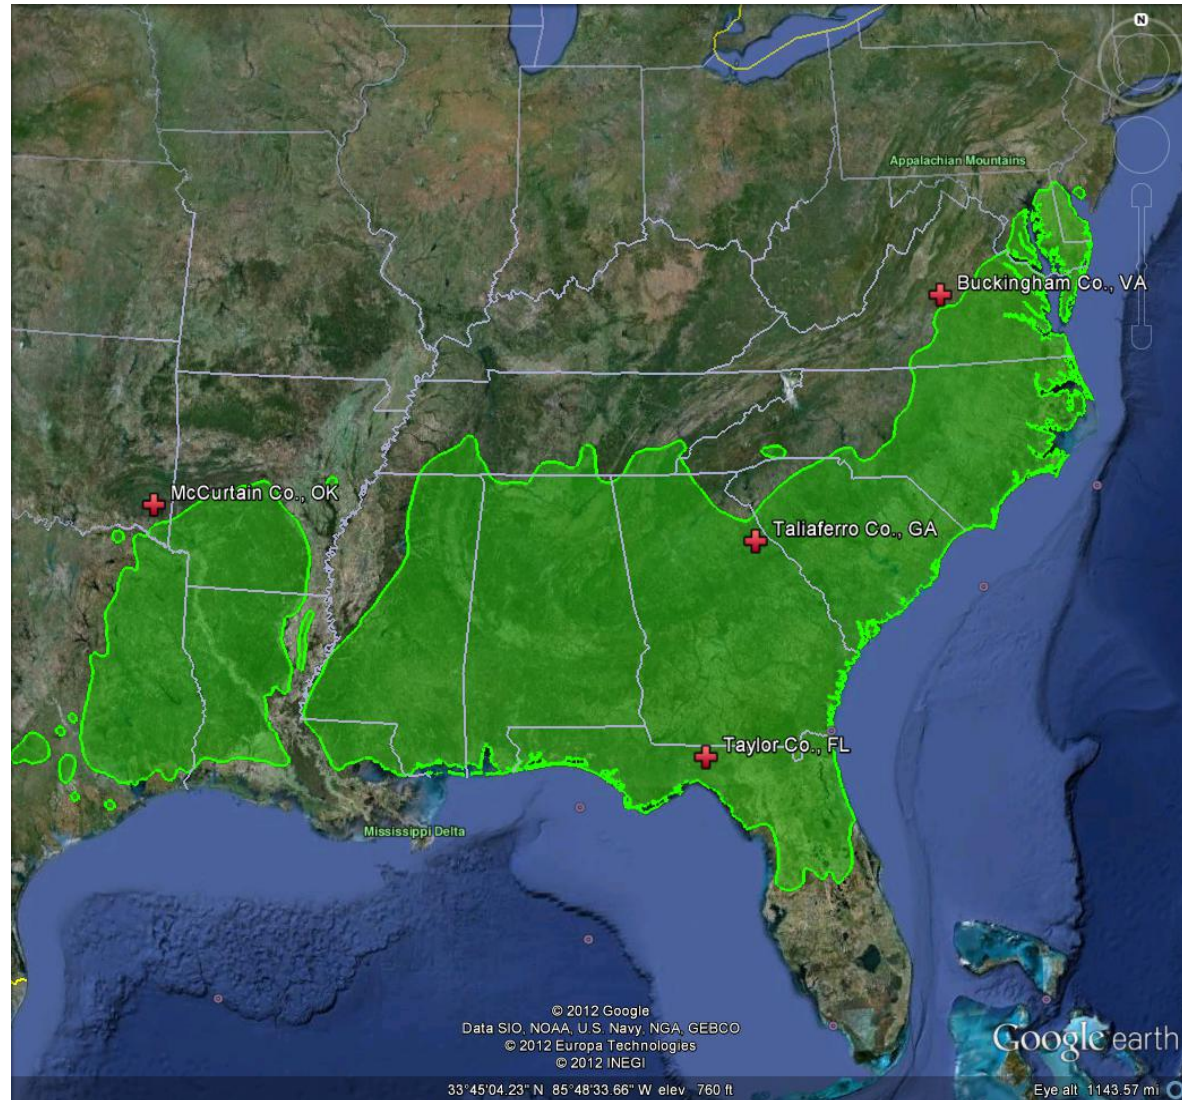 N
Appalachian Mountains
Buckingham Co., VA
McCurtain Co., OK
Taliaferro Co., GA
Taylor Co., FL
Mississippi Delta
© 2012 Google
Data SIO, NOAA, U.S. Navy, NGA, GEBCO
© 2012 Europa Technologies
© 2012 INEGI
Google earth
33°45'04.23" N 85°48'33.66" W elev 760 ft
Eye alt 1143.57 mi